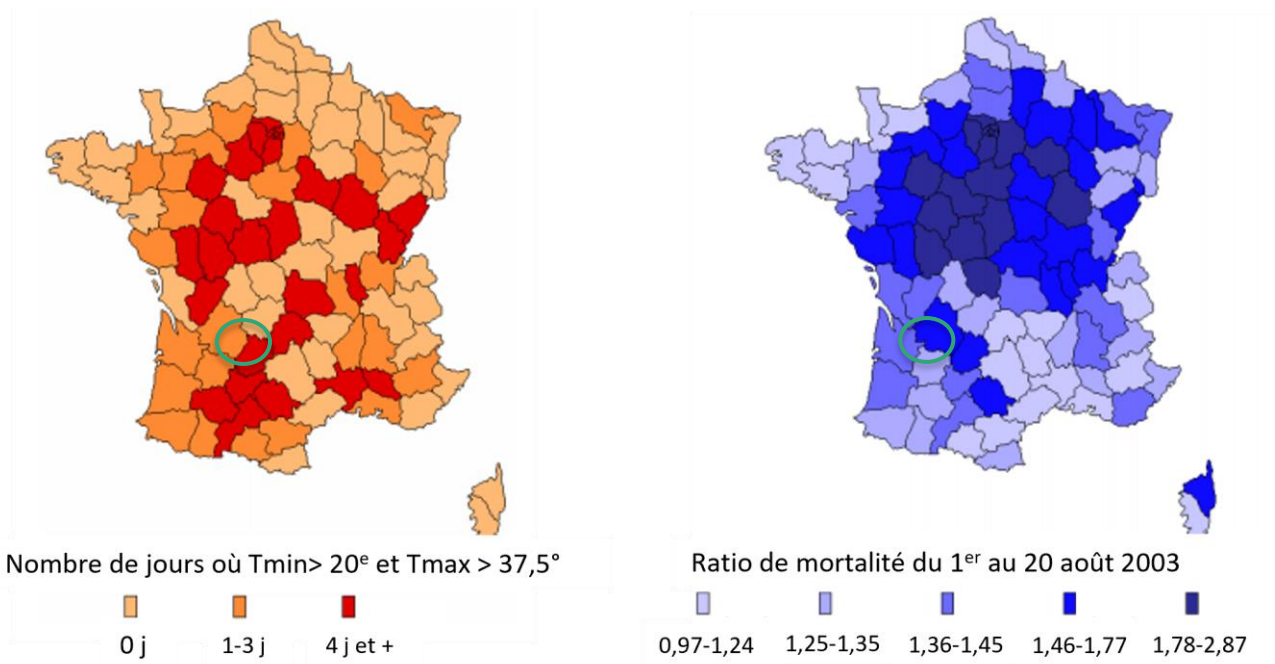 Nombre de jours où Tmin> 20ᵉ et Tmax > 37,5°
0 j
1-3 j
4 j et +
Ratio de mortalité du 1ᵉʳ au 20 août 2003
0,97-1,24
1,25-1,35
1,36-1,45
1,46-1,77
1,78-2,87